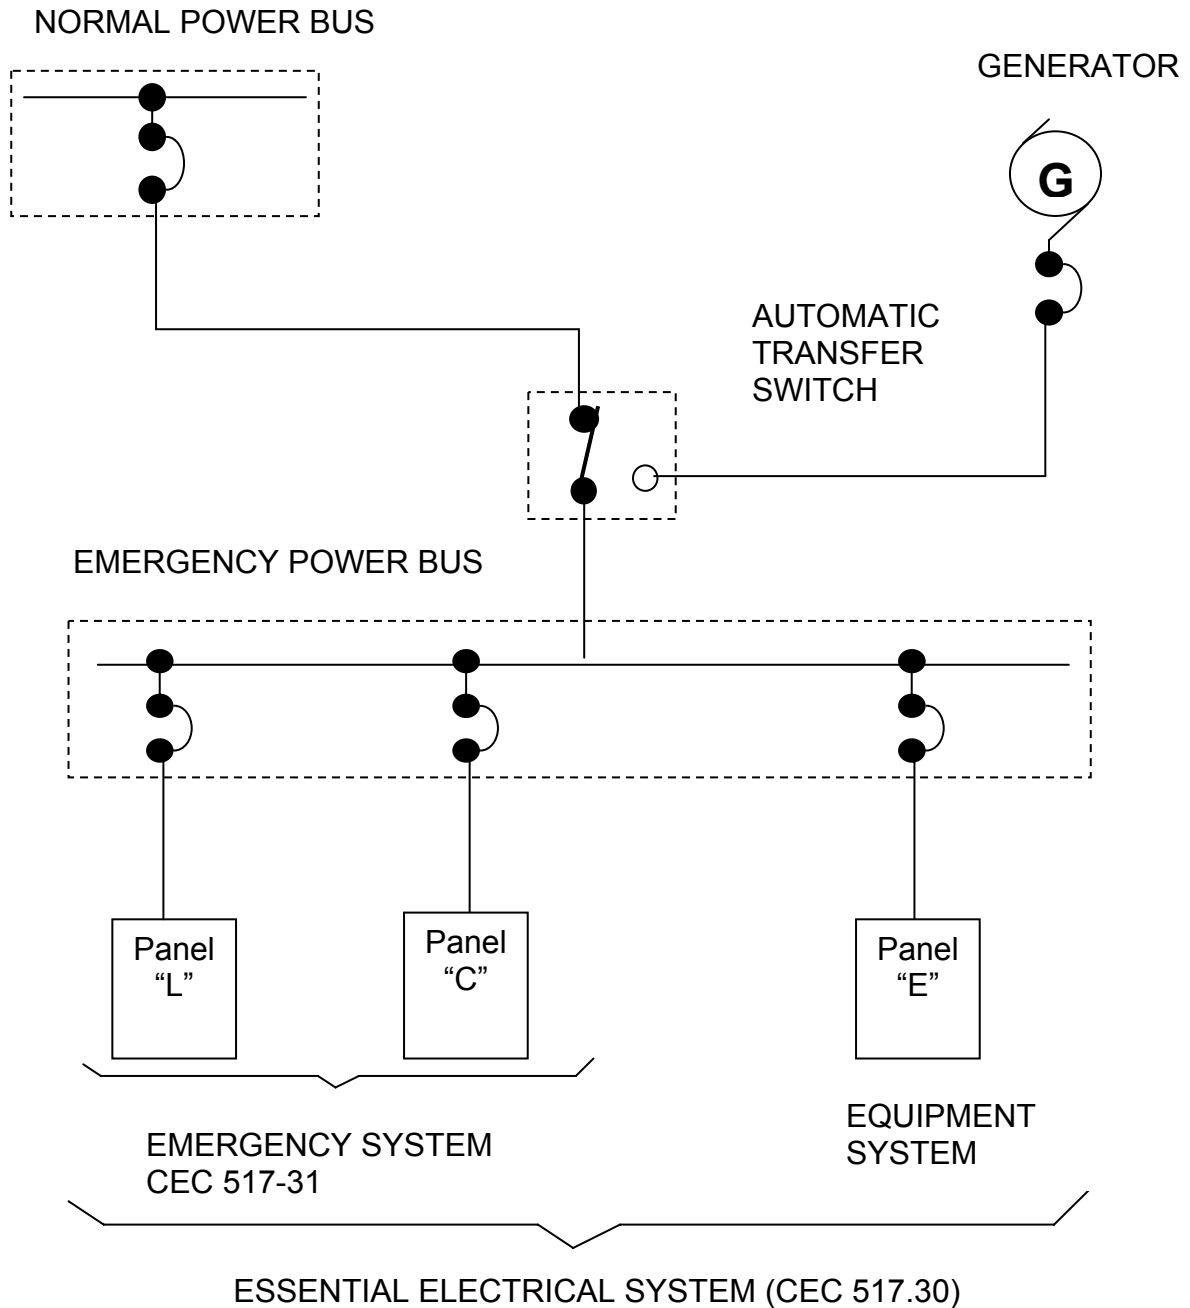 NORMAL POWER BUS
GENERATOR
G
AUTOMATIC
TRANSFER
SWITCH
EMERGENCY POWER BUS
Panel
“L”
Panel
“C”
Panel
“E”
EMERGENCY SYSTEM
CEC 517-31
EQUIPMENT
SYSTEM
ESSENTIAL ELECTRICAL SYSTEM (CEC 517.30)